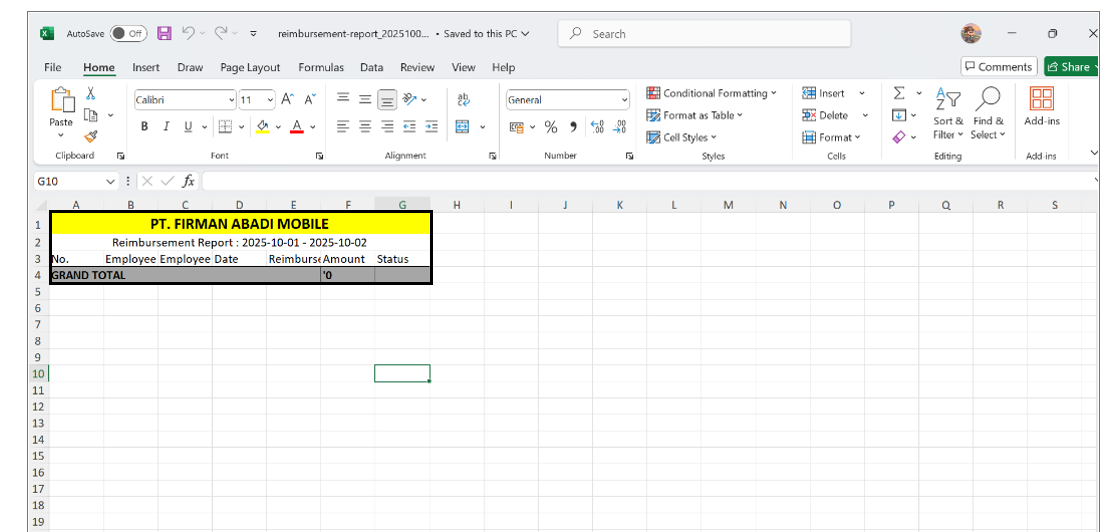 AutoSave Off reimbursement-report_2025100... • Saved to this PC Search
File Home Insert Draw Page Layout Formulas Data Review View Help Comments Share
Paste Calibri 11 A A ab General Conditional Formatting Insert Σ A Z
B I U A % 9 Format as Table Delete Sort & Find & Add-ins
Cell Styles Format Filter Select
Clipboard Font Alignment Number Styles Cells Editing Add-ins
G10 fx
A B C D E F G H I J K L M N O P Q R S
1 PT. FIRMAN ABADI MOBILE
2 Reimbursement Report : 2025-10-01 - 2025-10-02
3 No. Employee Employee Date Reimburse Amount Status
4 GRAND TOTAL '0
5
6
7
8
9
10
11
12
13
14
15
16
17
18
19